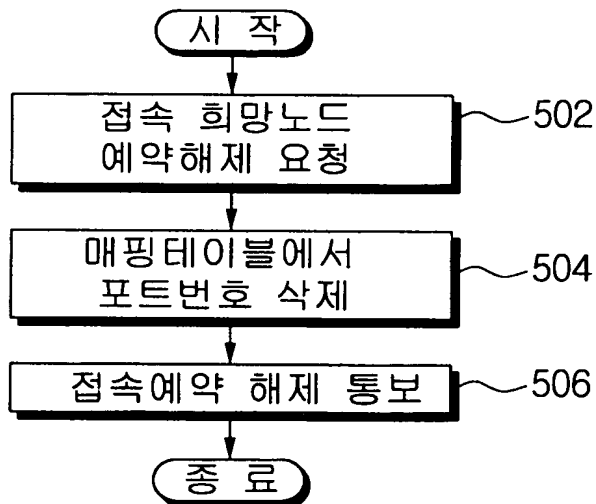 시 작
접속 희망노드
예약해제 요청
502
매핑테이블에서
포트번호 삭제
504
접속예약 해제 통보
506
종 료